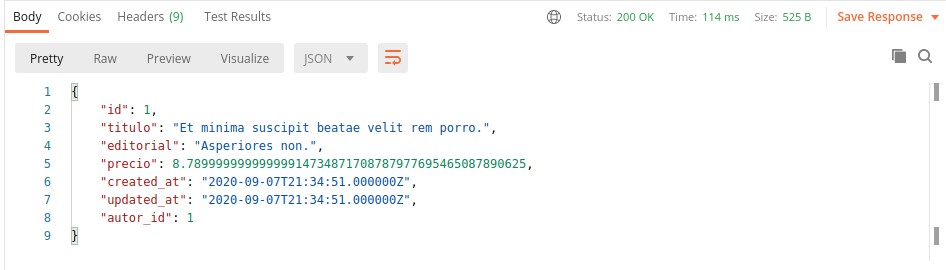 Body Cookies Headers (9) Test Results Status: 200 OK Time: 114 ms Size: 525 B Save Response
Pretty Raw Preview Visualize JSON
1 {
2 "id": 1,
3 "titulo": "Et minima suscipit beatae velit rem porro.",
4 "editorial": "Asperiores non.",
5 "precio": 8.78999999999999914734871708787977695465087890625,
6 "created_at": "2020-09-07T21:34:51.000000Z",
7 "updated_at": "2020-09-07T21:34:51.000000Z",
8 "autor_id": 1
9 }